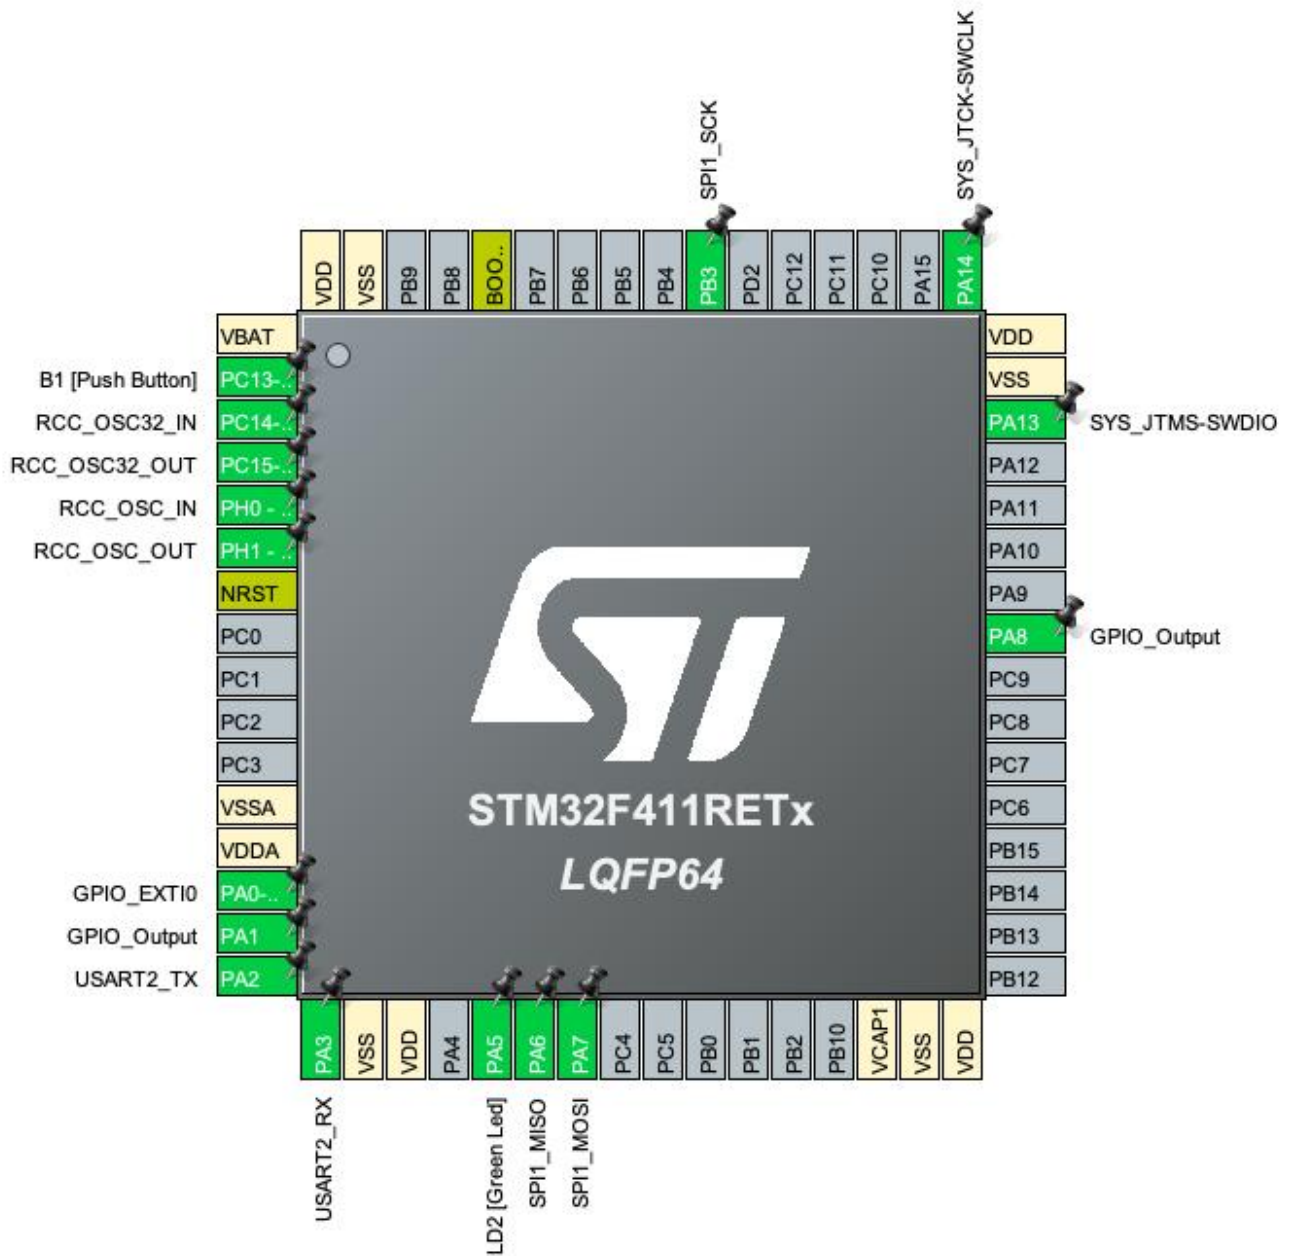 SPI1_SCK
SYS_JTCK-SWCLK
VDD
VSS
PB9
PB8
BOO..
PB7
PB6
PB5
PB4
PB3
PD2
PC12
PC11
PC10
PA15
PA14
VBAT
B1 [Push Button] PC13-..
RCC_OSC32_IN PC14-..
RCC_OSC32_OUT PC15-..
RCC_OSC_IN PH0 - ..
RCC_OSC_OUT PH1 - ..
NRST
PC0
PC1
PC2
PC3
VSSA
VDDA
GPIO_EXTI0 PA0-..
GPIO_Output PA1
USART2_TX PA2
ST
STM32F411RETx
LQFP64
VDD
VSS
PA13 SYS_JTMS-SWDIO
PA12
PA11
PA10
PA9
PA8 GPIO_Output
PC9
PC8
PC7
PC6
PB15
PB14
PB13
PB12
PA3
VSS
VDD
PA4
PA5
PA6
PA7
PC4
PC5
PB0
PB1
PB2
PB10
VCAP1
VSS
VDD
USART2_RX
LD2 [Green Led]
SPI1_MISO
SPI1_MOSI